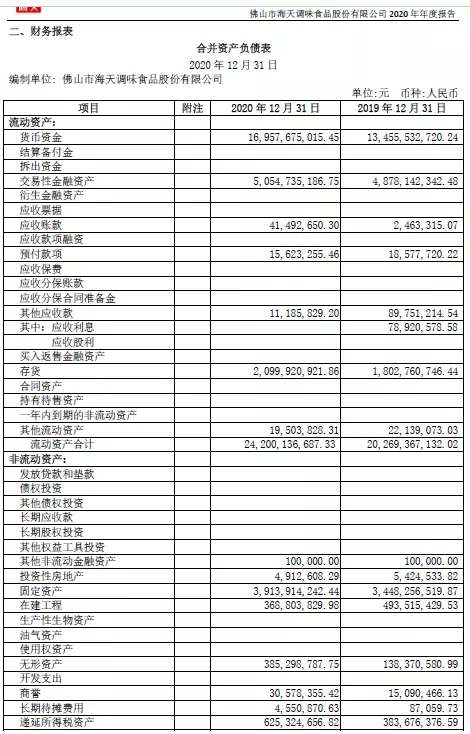 佛山市海天调味食品股份有限公司 2020 年年度报告
二、财务报表
合并资产负债表
2020 年 12 月 31 日
编制单位：佛山市海天调味食品股份有限公司
单位:元 币种:人民币
项目 附注 2020 年 12 月 31 日 2019 年 12 月 31 日
流动资产：
货币资金 16,957,675,015.45 13,455,532,720.24
结算备付金
拆出资金
交易性金融资产 5,054,735,186.75 4,878,142,342.48
衍生金融资产
应收票据
应收账款 41,492,650.30 2,463,315.07
应收款项融资
预付款项 15,623,255.46 18,577,720.22
应收保费
应收分保账款
应收分保合同准备金
其他应收款 11,185,829.20 89,751,214.54
其中：应收利息 78,920,578.58
应收股利
买入返售金融资产
存货 2,099,920,921.86 1,802,760,746.44
合同资产
持有待售资产
一年内到期的非流动资产
其他流动资产 19,503,828.31 22,139,073.03
流动资产合计 24,200,136,687.33 20,269,367,132.02
非流动资产：
发放贷款和垫款
债权投资
其他债权投资
长期应收款
长期股权投资
其他权益工具投资
其他非流动金融资产 100,000.00 100,000.00
投资性房地产 4,912,608.29 5,424,533.82
固定资产 3,913,914,242.44 3,448,256,519.87
在建工程 368,803,829.98 493,515,429.53
生产性生物资产
油气资产
使用权资产
无形资产 385,298,787.75 138,370,580.99
开发支出
商誉 30,578,355.42 15,090,466.13
长期待摊费用 4,550,870.63 87,059.73
递延所得税资产 625,324,656.82 383,676,376.59